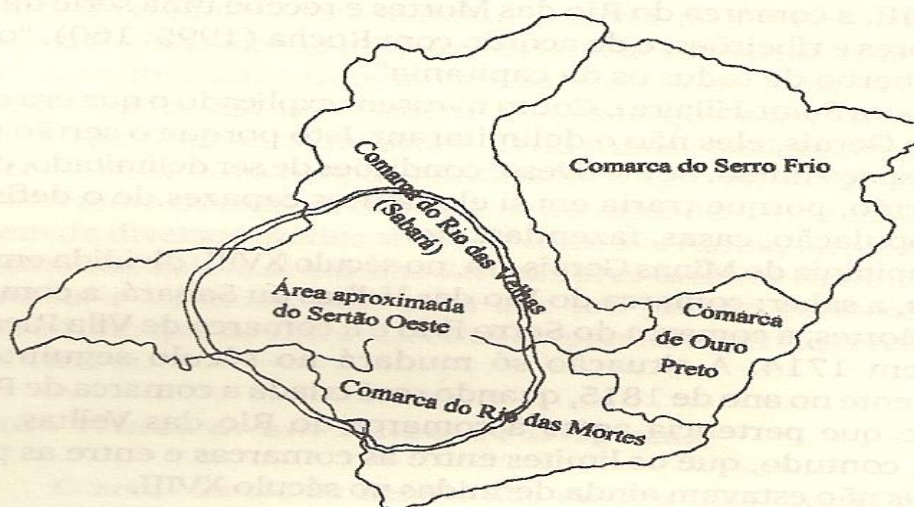 Comarca do Serro Frio
Comarca do Rio das Velhas
(Sabará)
Área aproximada
do Sertão Oeste
Comarca
de Ouro
Preto
Comarca do Rio das Mortes